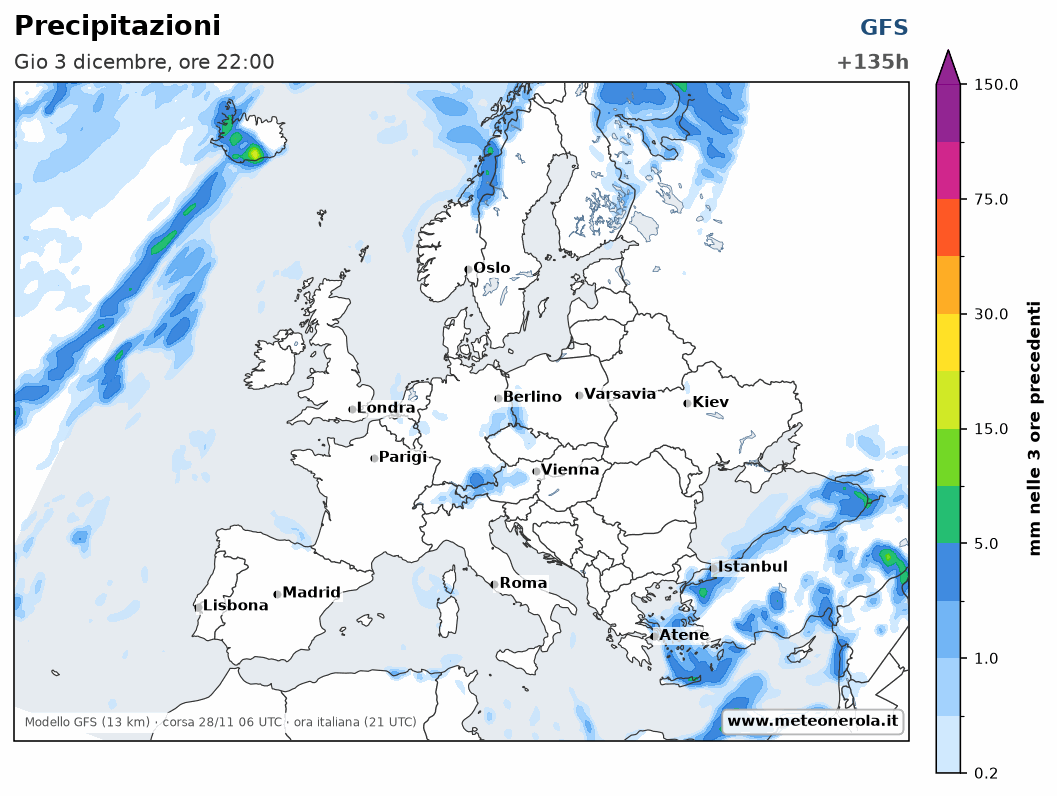 Precipitazioni
GFS
Gio 3 dicembre, ore 22:00
+135h
150.0
75.0
30.0
15.0
5.0
1.0
0.2
mm nelle 3 ore precedenti
Oslo
Berlino
Varsavia
Kiev
Londra
Parigi
Vienna
Istanbul
Roma
Madrid
Lisbona
Atene
Modello GFS (13 km) · corsa 28/11 06 UTC · ora italiana (21 UTC)
www.meteonerola.it